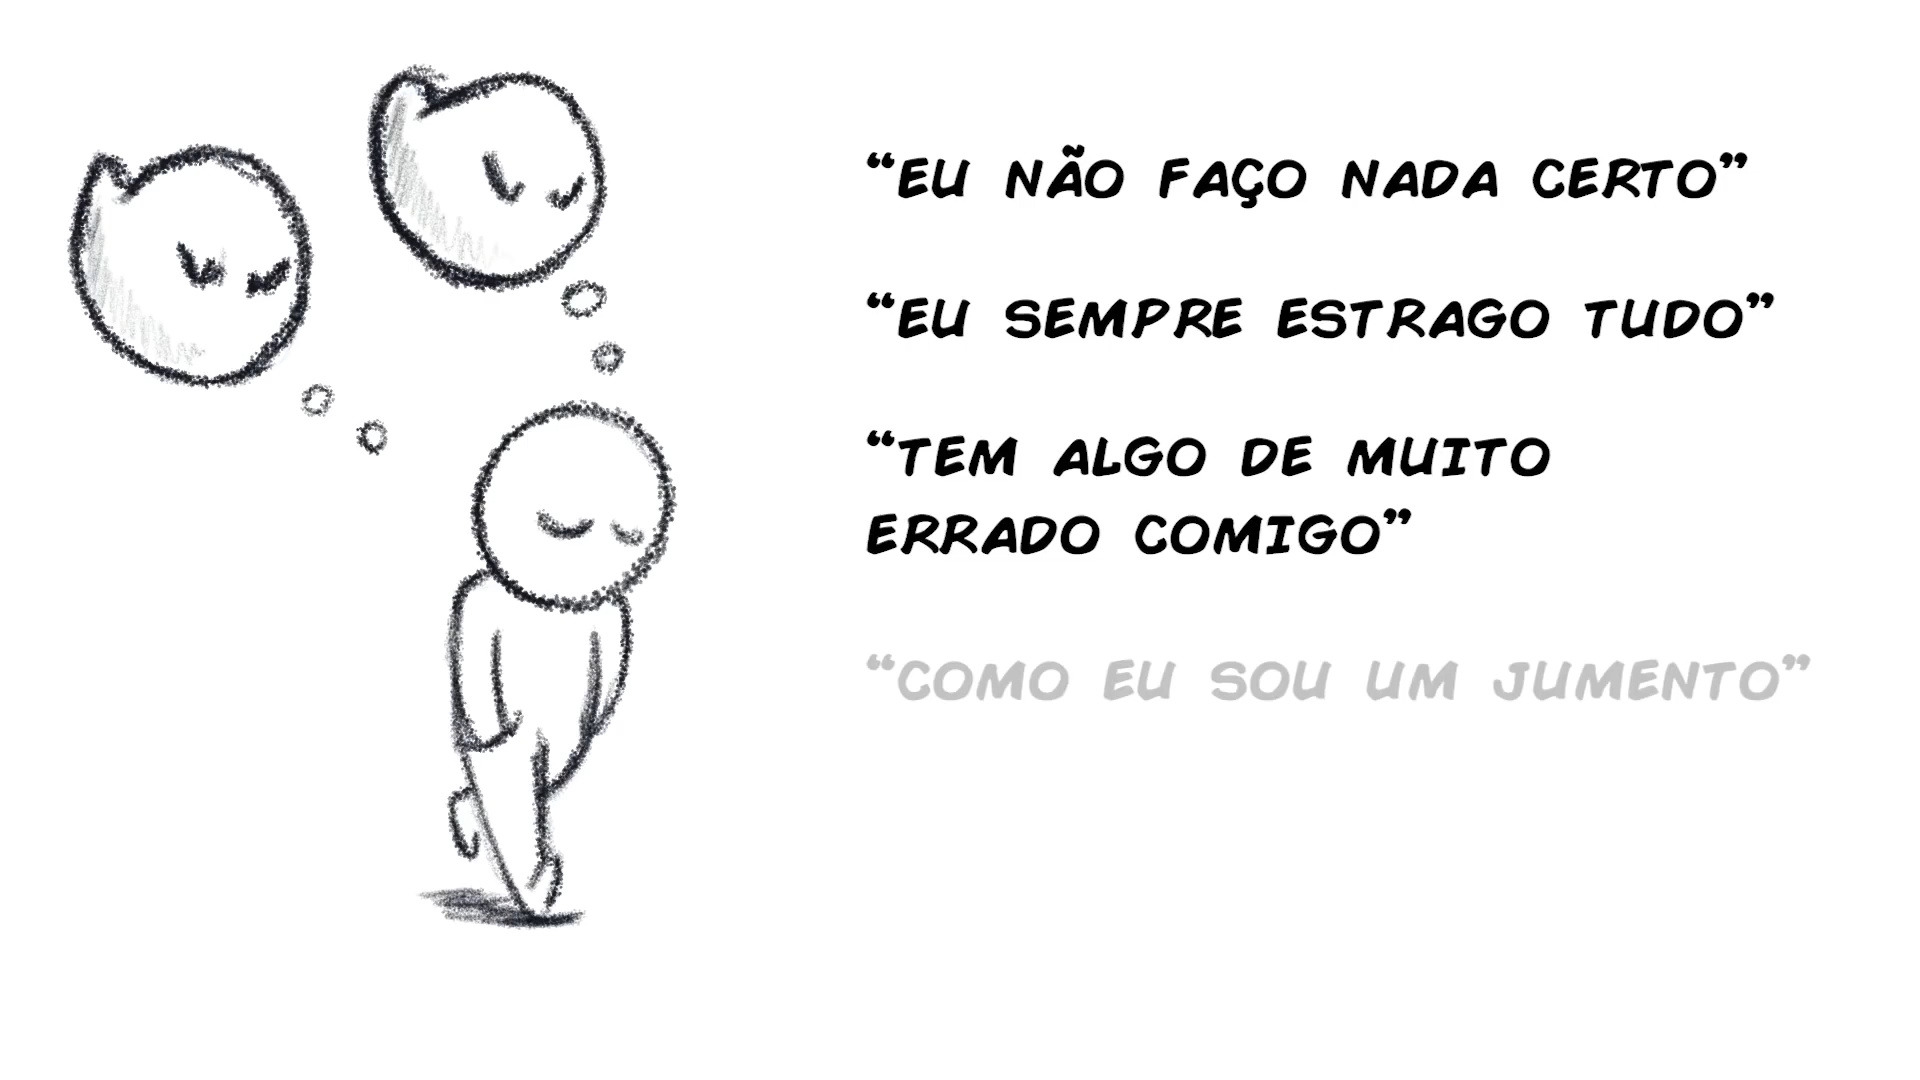 “EU NÃO FAÇO NADA CERTO”
“EU SEMPRE ESTRAGO TUDO”
“TEM ALGO DE MUITO
ERRADO COMIGO”
“COMO EU SOU UM JUMENTO”